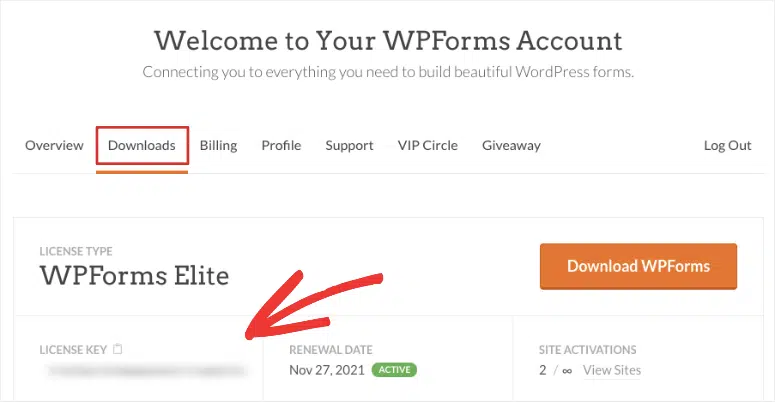 Welcome to Your WPForms Account
Connecting you to everything you need to build beautiful WordPress forms.
Overview Downloads Billing Profile Support VIP Circle Giveaway Log Out
LICENSE TYPE
WPForms Elite
Download WPForms
LICENSE KEY
RENEWAL DATE
Nov 27, 2021 ACTIVE
SITE ACTIVATIONS
2 / ∞ View Sites